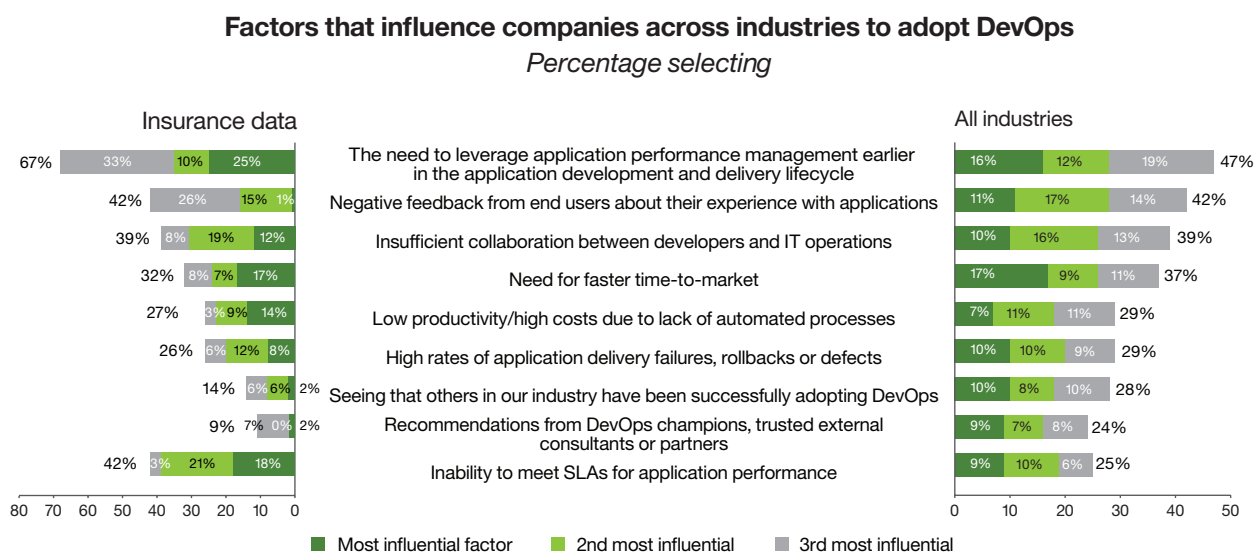 Factors that influence companies across industries to adopt DevOps
Percentage selecting
Insurance data
All industries
67% 33% 10% 25%
The need to leverage application performance management earlier
in the application development and delivery lifecycle
16% 12% 19% 47%
42% 26% 15% 1%
Negative feedback from end users about their experience with applications
11% 17% 14% 42%
39% 8% 19% 12%
Insufficient collaboration between developers and IT operations
10% 16% 13% 39%
32% 8% 7% 17%
Need for faster time-to-market
17% 9% 11% 37%
27% 3% 9% 14%
Low productivity/high costs due to lack of automated processes
7% 11% 11% 29%
26% 6% 12% 8%
High rates of application delivery failures, rollbacks or defects
10% 10% 9% 29%
14% 6% 6% 2%
Seeing that others in our industry have been successfully adopting DevOps
10% 8% 10% 28%
9% 7% 0% 2%
Recommendations from DevOps champions, trusted external
consultants or partners
9% 7% 8% 24%
42% 3% 21% 18%
Inability to meet SLAs for application performance
9% 10% 6% 25%
80 70 60 50 40 30 20 10 0
0 10 20 30 40 50
Most influential factor
2nd most influential
3rd most influential